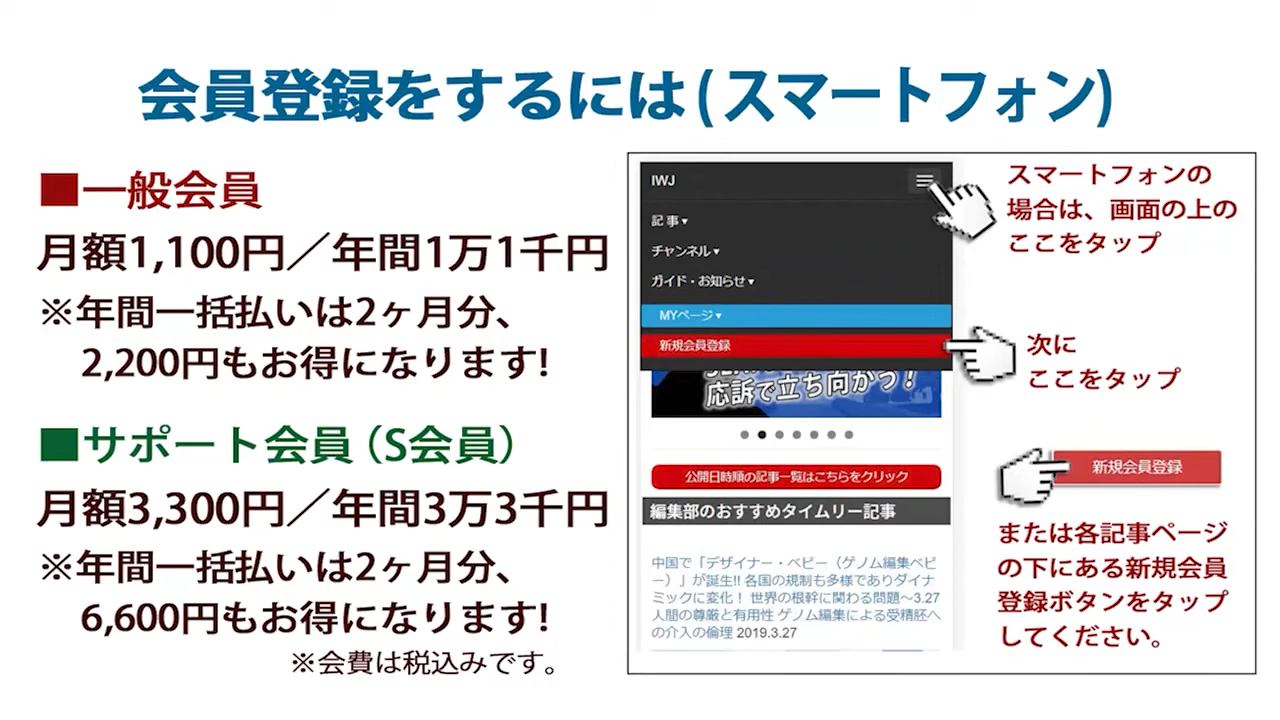 会員登録をするには(スマートフォン)
■一般会員
月額1,100円／年間1万1千円
※年間一括払いは2ヶ月分、
2,200円もお得になります!
■サポート会員（S会員）
月額3,300円／年間3万3千円
※年間一括払いは2ヶ月分、
6,600円もお得になります!
※会費は税込みです。
IWJ
記事▾
チャンネル▾
ガイド・お知らせ▾
MYページ▾
新規会員登録
応訴で立ち向かう！
公開日時順の記事一覧はこちらをクリック
編集部のおすすめタイムリー記事
中国で「デザイナー・ベビー（ゲノム編集ベビ
ー）」が誕生!! 各国の規制も多様でありダイナ
ミックに変化！ 世界の根幹に関わる問題～3.27
人間の尊厳と有用性 ゲノム編集による受精胚へ
の介入の倫理 2019.3.27
スマートフォンの
場合は、画面の上の
ここをタップ
次に
ここをタップ
新規会員登録
または各記事ページ
の下にある新規会員
登録ボタンをタップ
してください。